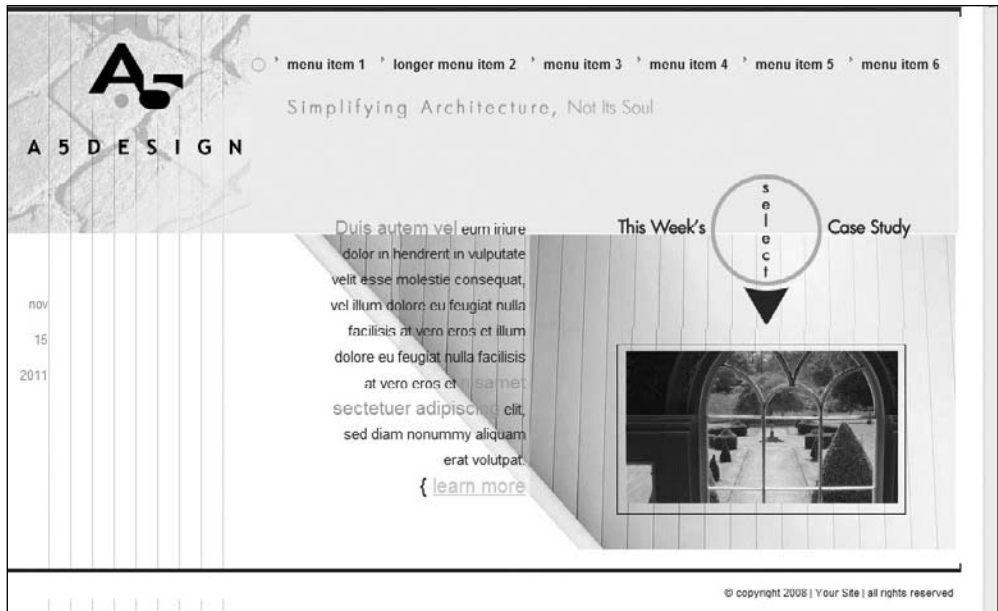 A5
A5DESIGN
menu item 1 longer menu item 2 menu item 3 menu item 4 menu item 5 menu item 6
Simplifying Architecture, Not Its Soul
nov
15
2011
Duis autem vel eum iriure
dolor in hendrerit in vulputate
velit esse molestie consequat,
vel illum dolore eu feugiat nulla
facilisis at vero eros et illum
dolore eu feugiat nulla facilisis
at vero eros et nisamet
sectetuer adipiscing elit,
sed diam nonummy aliquam
erat volutpat.
{ learn more
This Week's select Case Study
© copyright 2008 | Your Site | all rights reserved